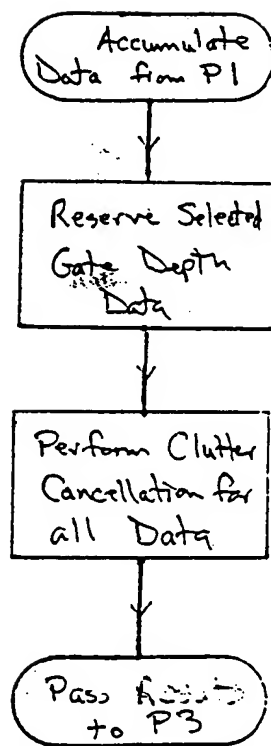 Accumulate
Data from P1
Reserve Selected
Gate Depth
Data
Perform Clutter
Cancellation for
all Data
Pass
to P3